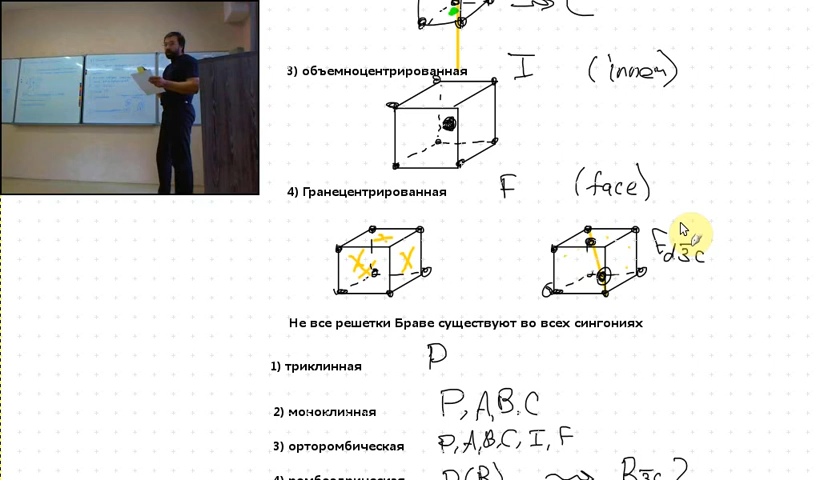 C
3) объемноцентрированная I (inner)
4) Гранецентрированная F (face)
Fd3̅c
Не все решетки Браве существуют во всех сингониях
1) триклинная P
2) моноклинная P, A, B, C
3) орторомбическая P, A, B, C, I, F